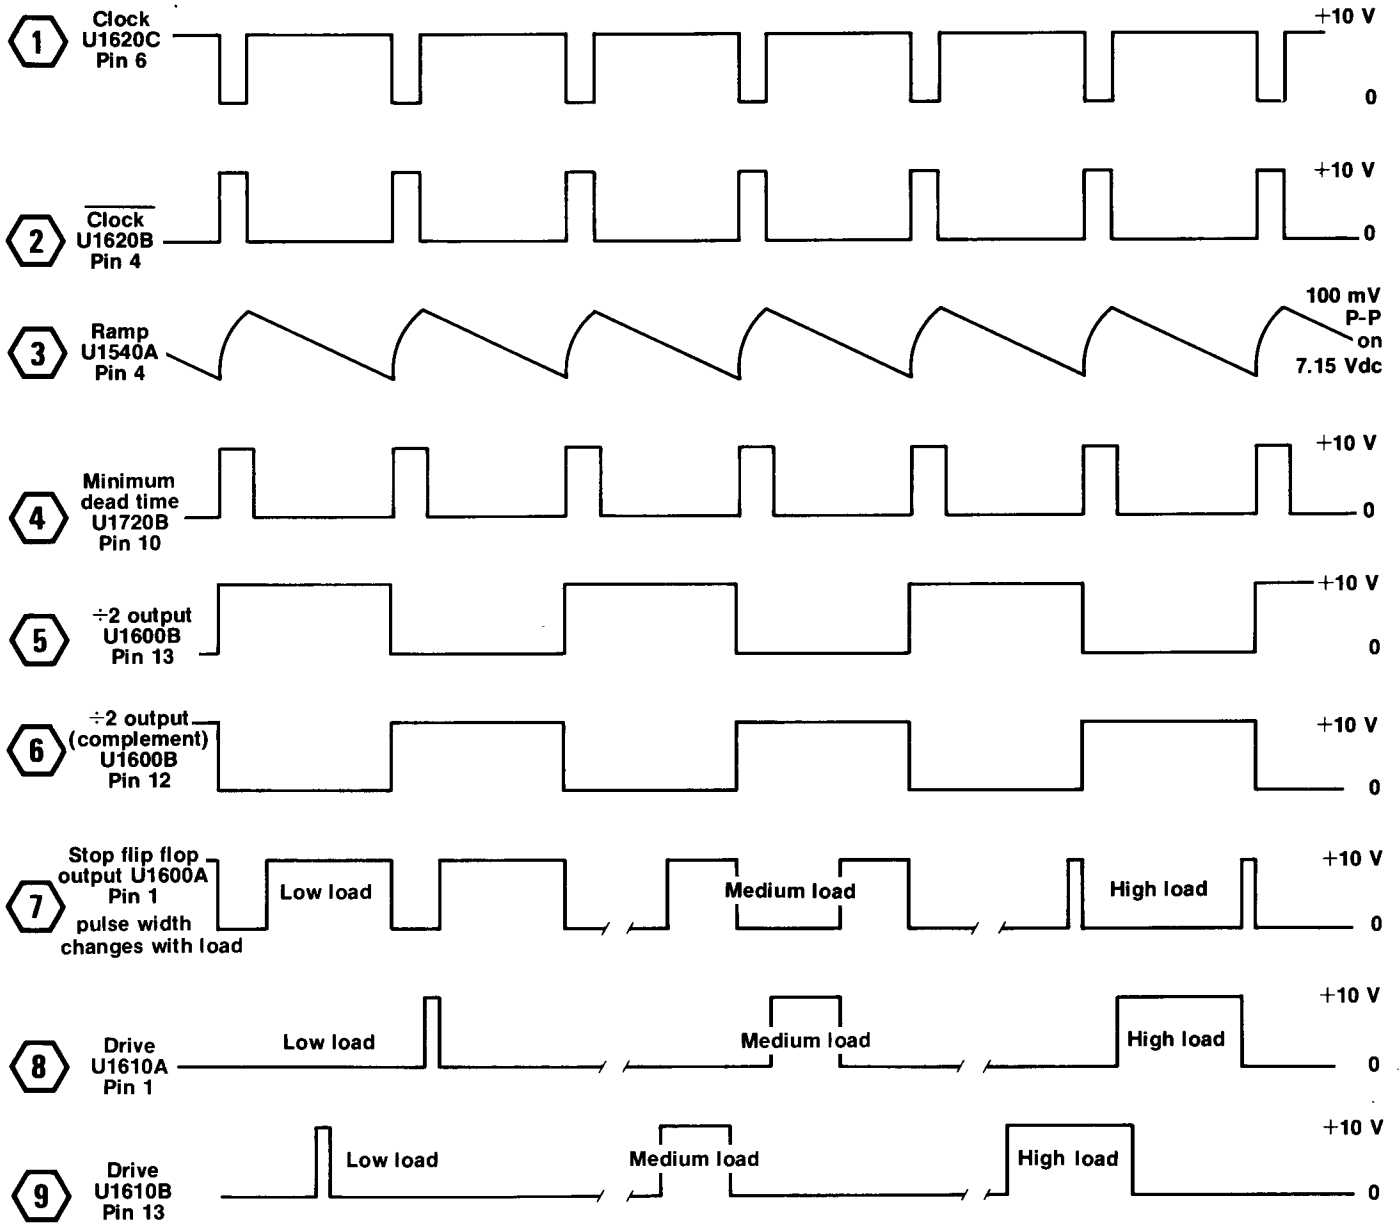 1
Clock
U1620C
Pin 6
+10 V
0
2
Clock
U1620B
Pin 4
+10 V
0
3
Ramp
U1540A
Pin 4
100 mV
P-P
on
7.15 Vdc
4
Minimum
dead time
U1720B
Pin 10
+10 V
0
5
÷2 output
U1600B
Pin 13
+10 V
0
6
÷2 output
(complement)
U1600B
Pin 12
+10 V
0
7
Stop flip flop
output U1600A
Pin 1
pulse width
changes with load
Low load
Medium load
High load
+10 V
0
8
Drive
U1610A
Pin 1
Low load
Medium load
High load
+10 V
0
9
Drive
U1610B
Pin 13
Low load
Medium load
High load
+10 V
0